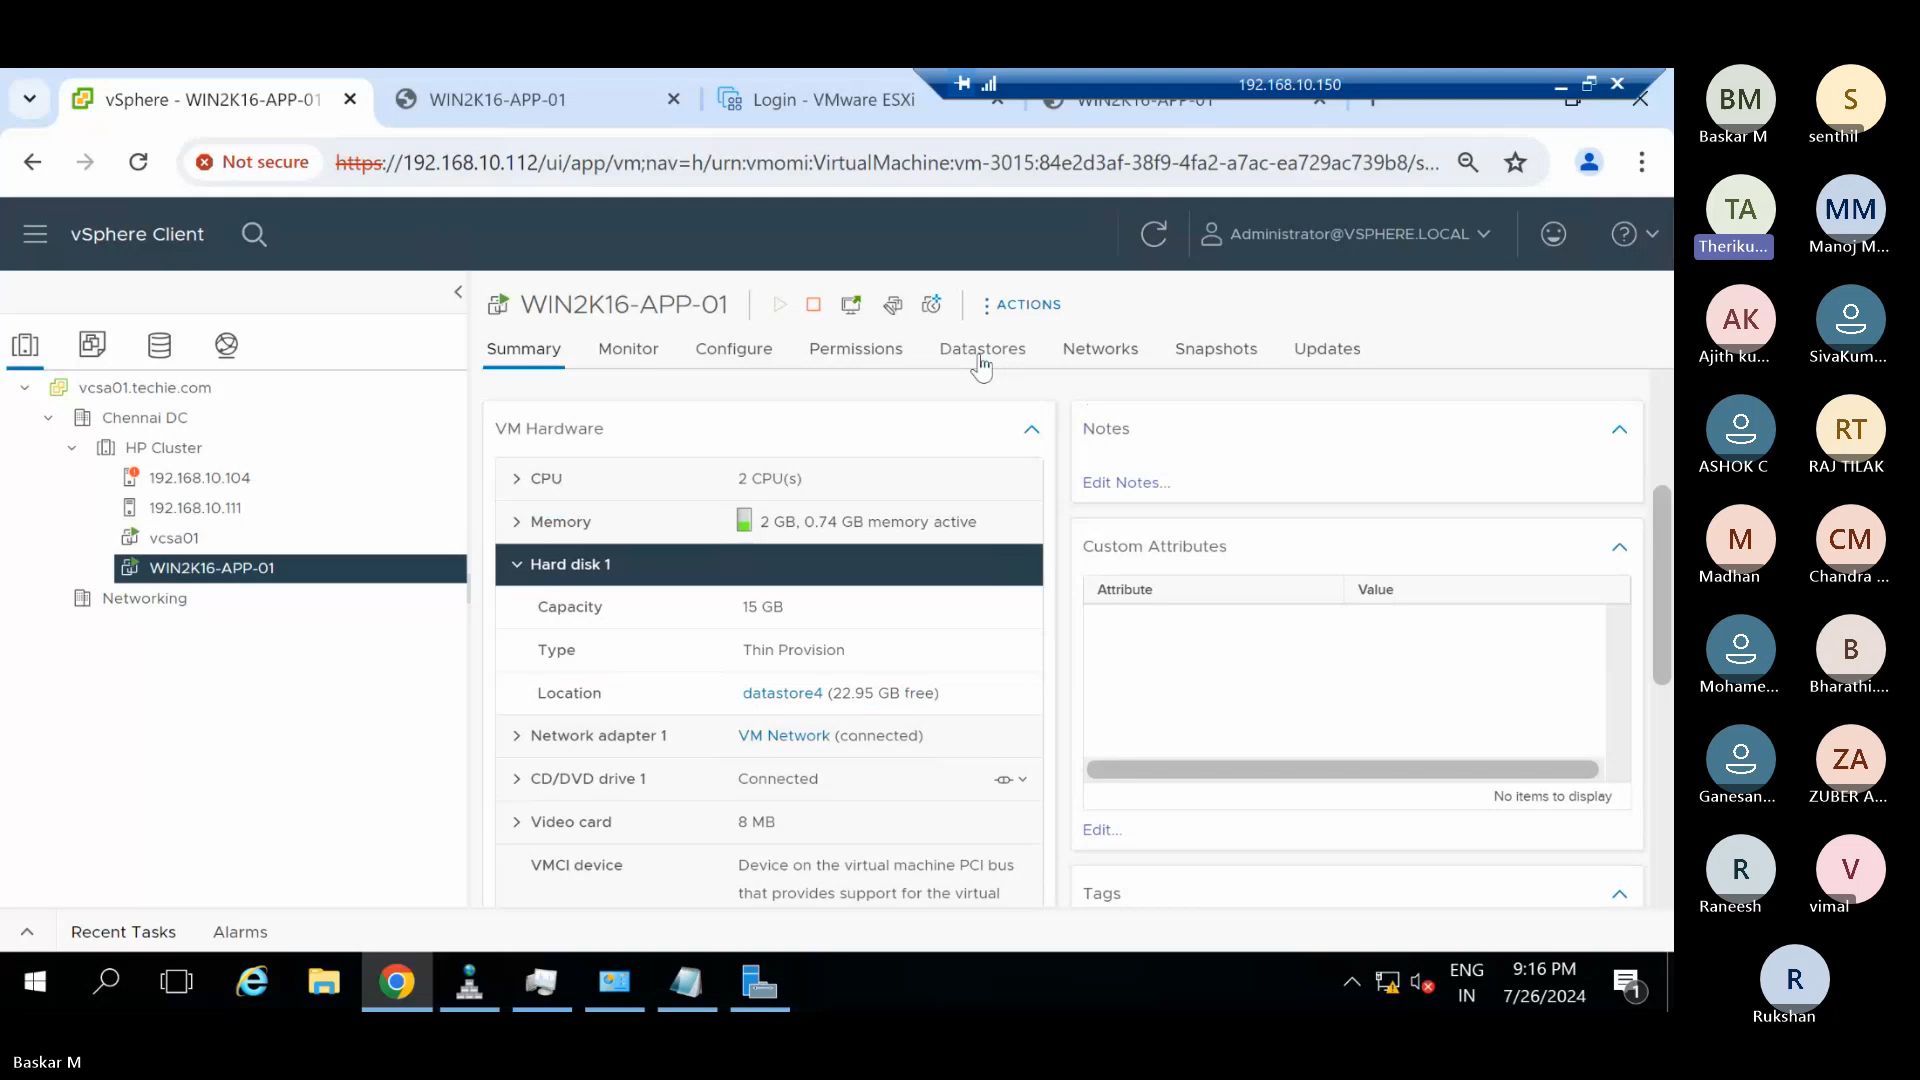 vSphere - WIN2K16-APP-01
WIN2K16-APP-01
Login - VMware ESXi
WIN2K16-APP-01
192.168.10.150
Not secure
https://192.168.10.112/ui/app/vm;nav=h/urn:vmomi:VirtualMachine:vm-3015:84e2d3af-38f9-4fa2-a7ac-ea729ac739b8/s...
vSphere Client
Administrator@VSPHERE.LOCAL
WIN2K16-APP-01
ACTIONS
Summary
Monitor
Configure
Permissions
Datastores
Networks
Snapshots
Updates
vcsa01.techie.com
Chennai DC
HP Cluster
192.168.10.104
192.168.10.111
vcsa01
WIN2K16-APP-01
Networking
VM Hardware
CPU 2 CPU(s)
Memory 2 GB, 0.74 GB memory active
Hard disk 1
Capacity 15 GB
Type Thin Provision
Location datastore4 (22.95 GB free)
Network adapter 1 VM Network (connected)
CD/DVD drive 1 Connected
Video card 8 MB
VMCI device Device on the virtual machine PCI bus
that provides support for the virtual
Notes
Edit Notes...
Custom Attributes
Attribute Value
No items to display
Edit...
Tags
Recent Tasks
Alarms
ENG
IN
9:16 PM
7/26/2024
1
BM
Baskar M
S
senthil
TA
Theriku...
MM
Manoj M...
AK
Ajith ku...
SivaKum...
ASHOK C
RT
RAJ TILAK
M
Madhan
CM
Chandra ...
Mohame...
B
Bharathi....
Ganesan...
ZA
ZUBER A...
R
Raneesh
V
vimal
R
Rukshan
Baskar M